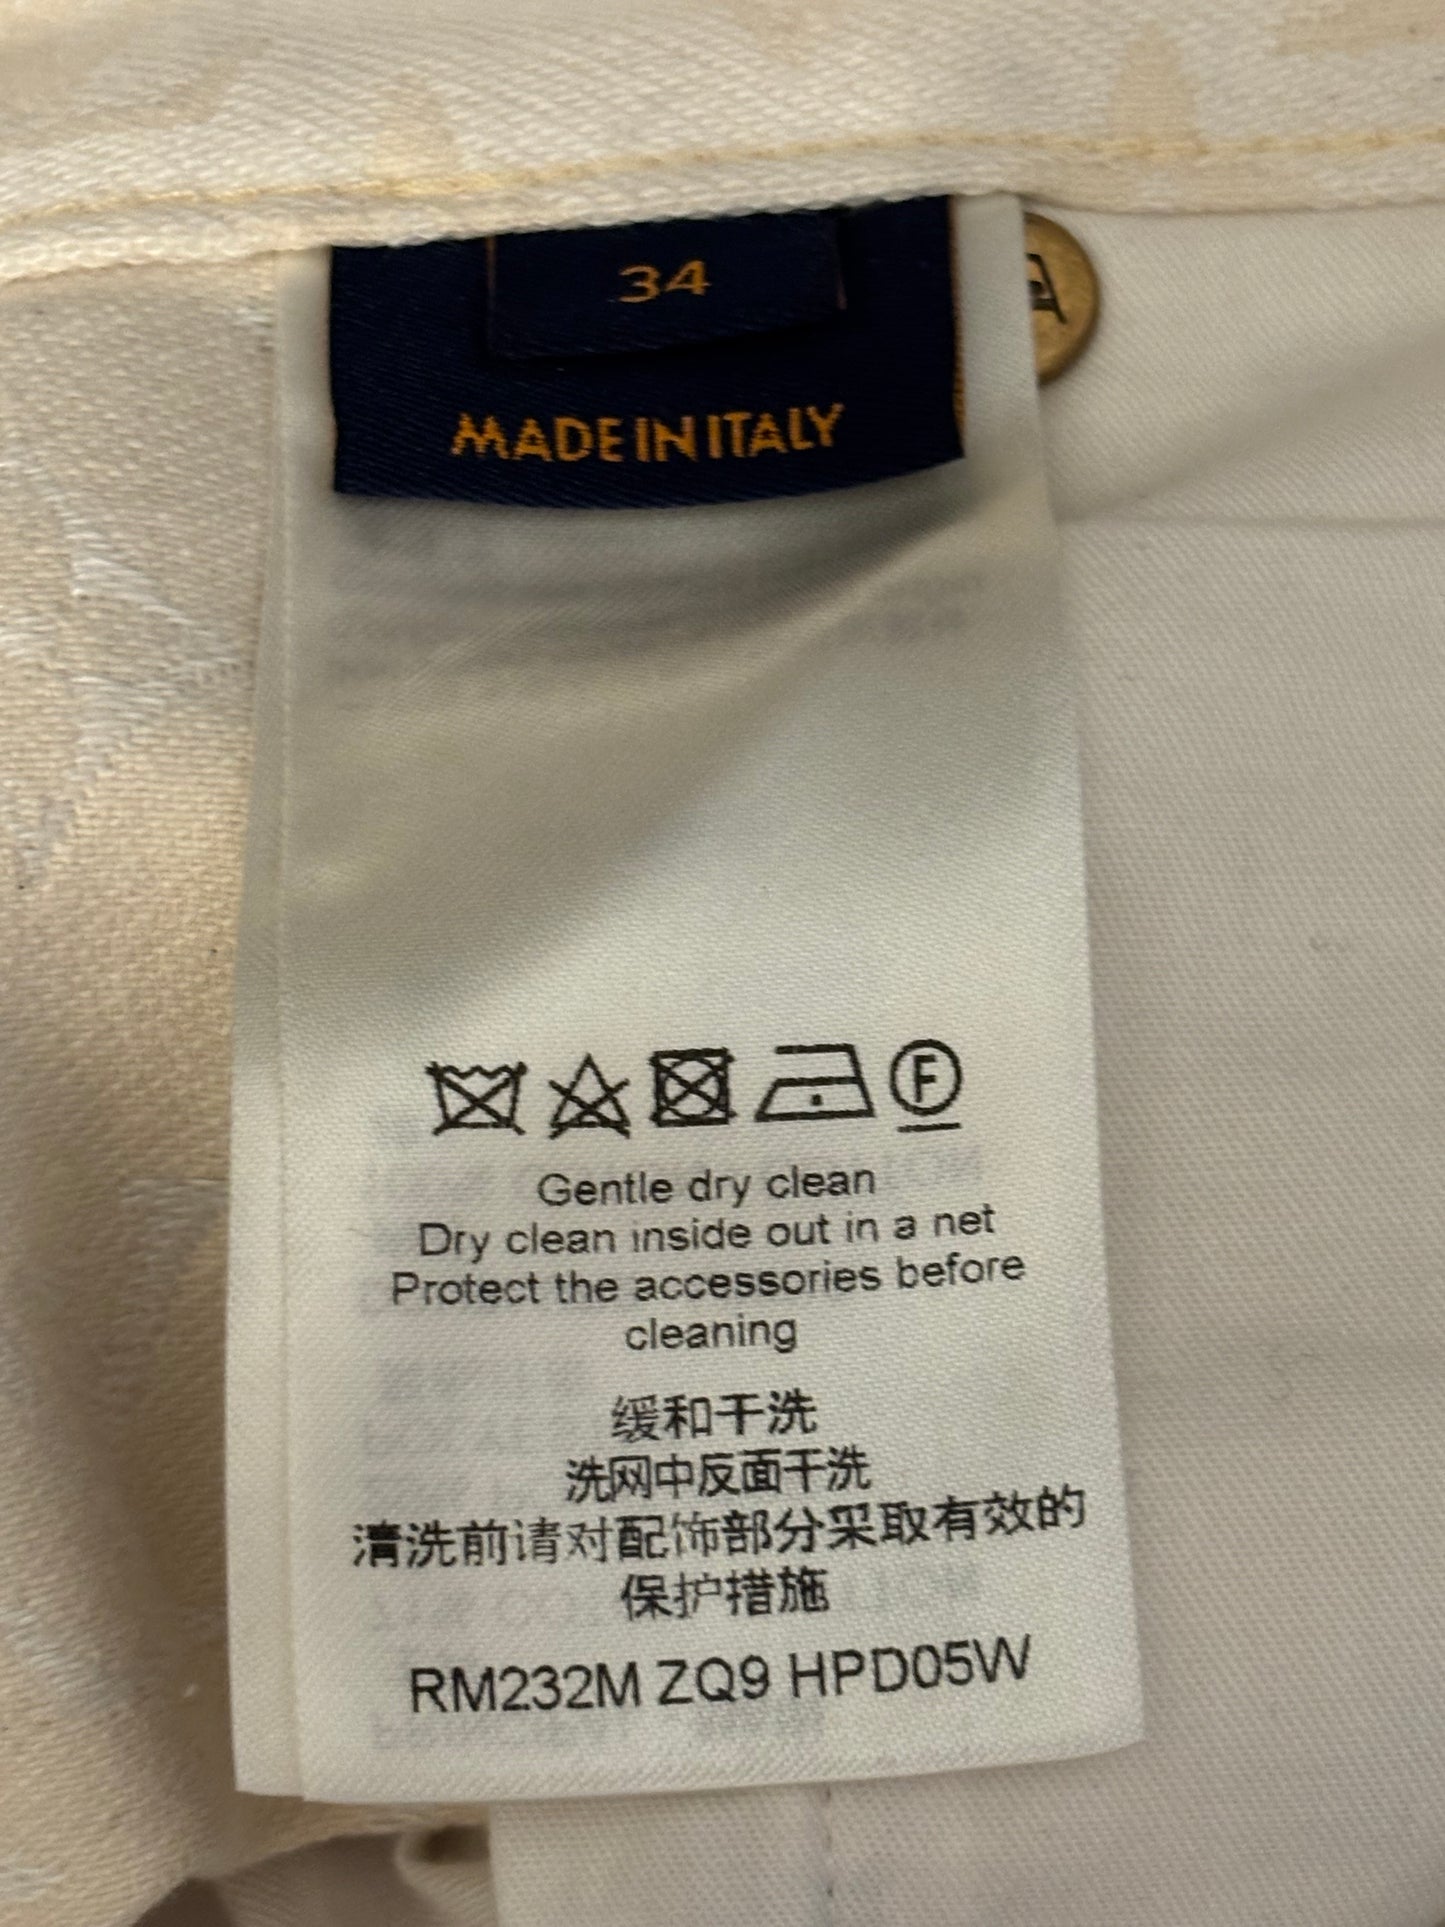 34
MADE IN ITALY
F
Gentle dry clean
Dry clean inside out in a net
Protect the accessories before
cleaning
缓和干洗
洗网中反面干洗
清洗前请对配饰部分采取有效的
保护措施
RM232M ZQ9 HPD05W